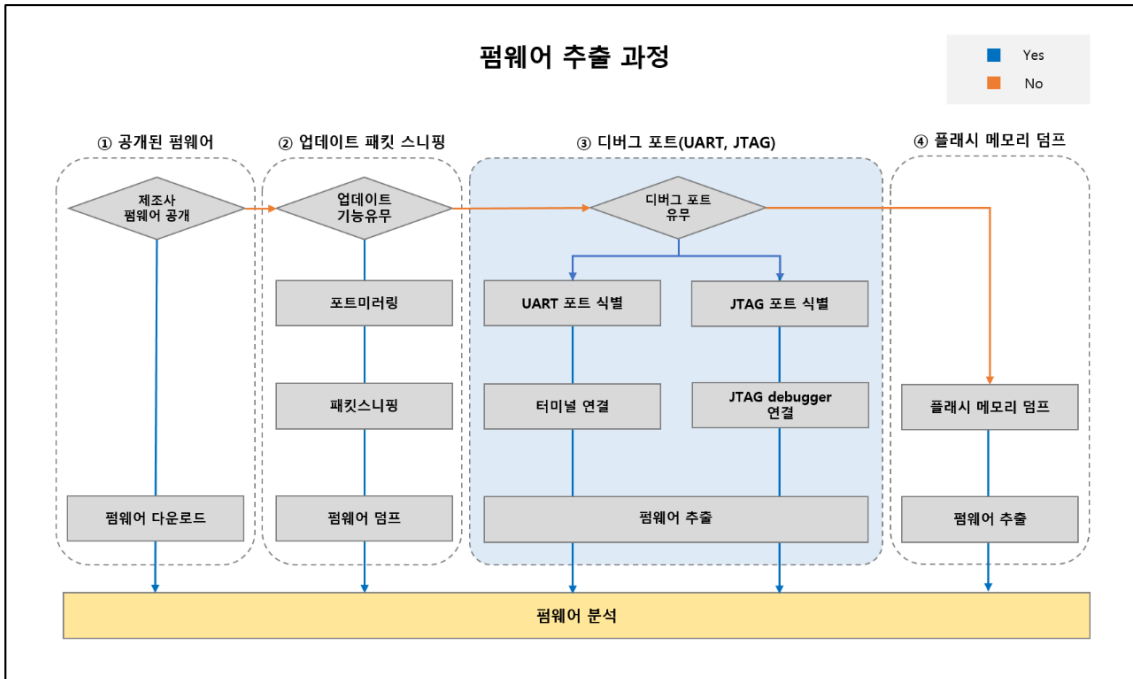 펌웨어 추출 과정
Yes
No
① 공개된 펌웨어
② 업데이트 패킷 스니핑
③ 디버그 포트(UART, JTAG)
④ 플래시 메모리 덤프
제조사
펌웨어 공개
업데이트
기능유무
디버그 포트
유무
포트미러링
UART 포트 식별
JTAG 포트 식별
패킷스니핑
터미널 연결
JTAG debugger
연결
플래시 메모리 덤프
펌웨어 다운로드
펌웨어 덤프
펌웨어 추출
펌웨어 추출
펌웨어 분석